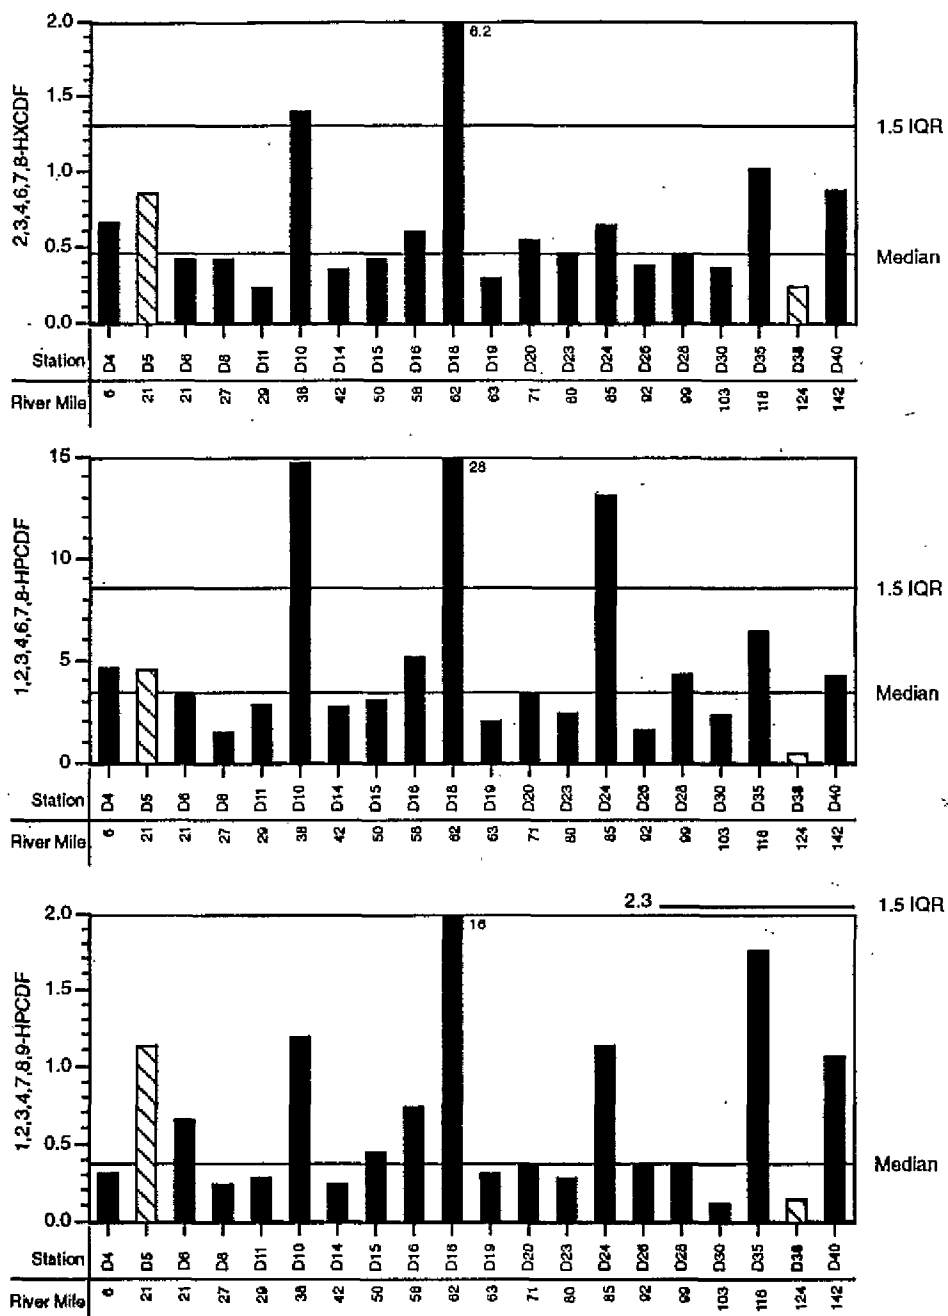 2,3,4,6,7,8-HXCDF
2.0
1.5
1.0
0.5
0.0
6.2
1.5 IQR
Median
Station D4 D5 D6 D8 D11 D10 D14 D15 D16 D18 D19 D20 D23 D24 D26 D28 D30 D35 D38 D40
River Mile 6 21 21 27 29 38 42 50 58 62 63 71 80 85 92 99 103 118 124 142
1,2,3,4,6,7,8-HPCDF
15
10
5
0
28
1.5 IQR
Median
Station D4 D5 D6 D8 D11 D10 D14 D15 D16 D18 D19 D20 D23 D24 D26 D28 D30 D35 D38 D40
River Mile 6 21 21 27 29 38 42 50 58 62 63 71 80 85 92 99 103 118 124 142
1,2,3,4,7,8,9-HPCDF
2.0
1.5
1.0
0.5
0.0
16
2.3
1.5 IQR
Median
Station D4 D5 D6 D8 D11 D10 D14 D15 D16 D18 D19 D20 D23 D24 D26 D28 D30 D35 D38 D40
River Mile 6 21 21 27 29 38 42 50 58 62 63 71 80 85 92 99 103 118 124 142